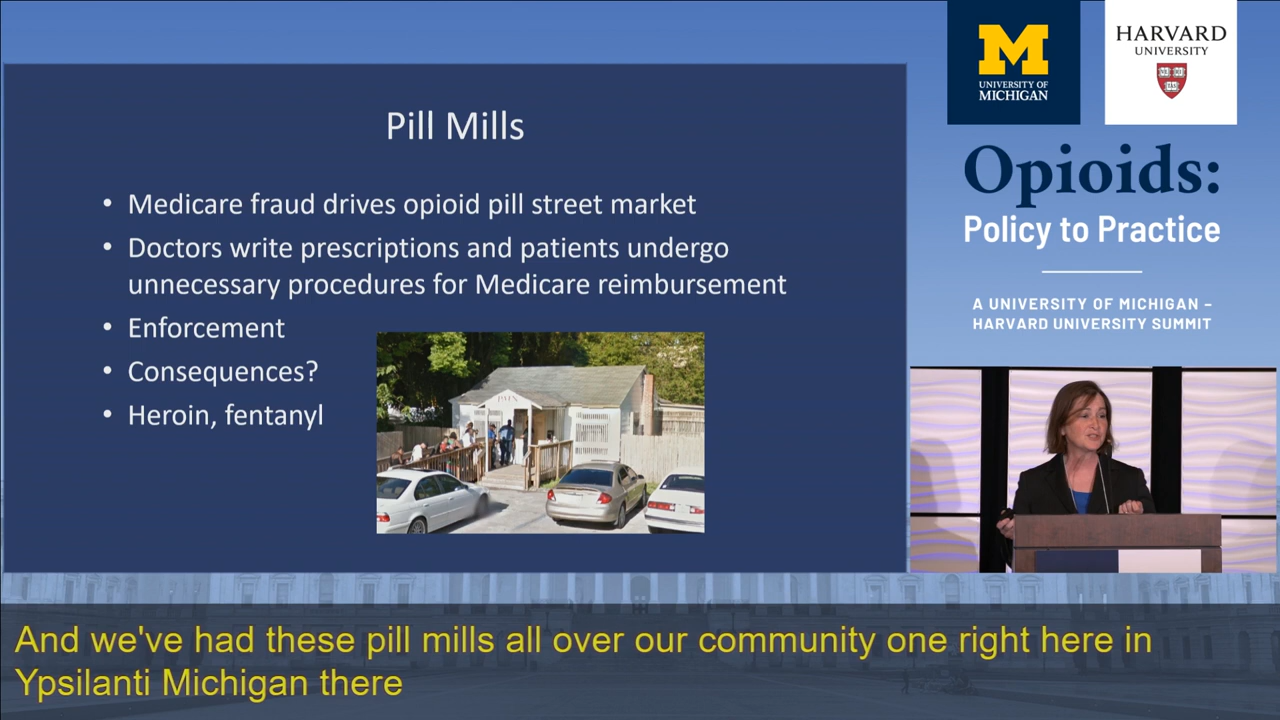 Pill Mills
• Medicare fraud drives opioid pill street market
• Doctors write prescriptions and patients undergo
unnecessary procedures for Medicare reimbursement
• Enforcement
• Consequences?
• Heroin, fentanyl
PAIN
M
UNIVERSITY OF
MICHIGAN
HARVARD
UNIVERSITY
Opioids:
Policy to Practice
A UNIVERSITY OF MICHIGAN –
HARVARD UNIVERSITY SUMMIT
And we've had these pill mills all over our community one right here in
Ypsilanti Michigan there